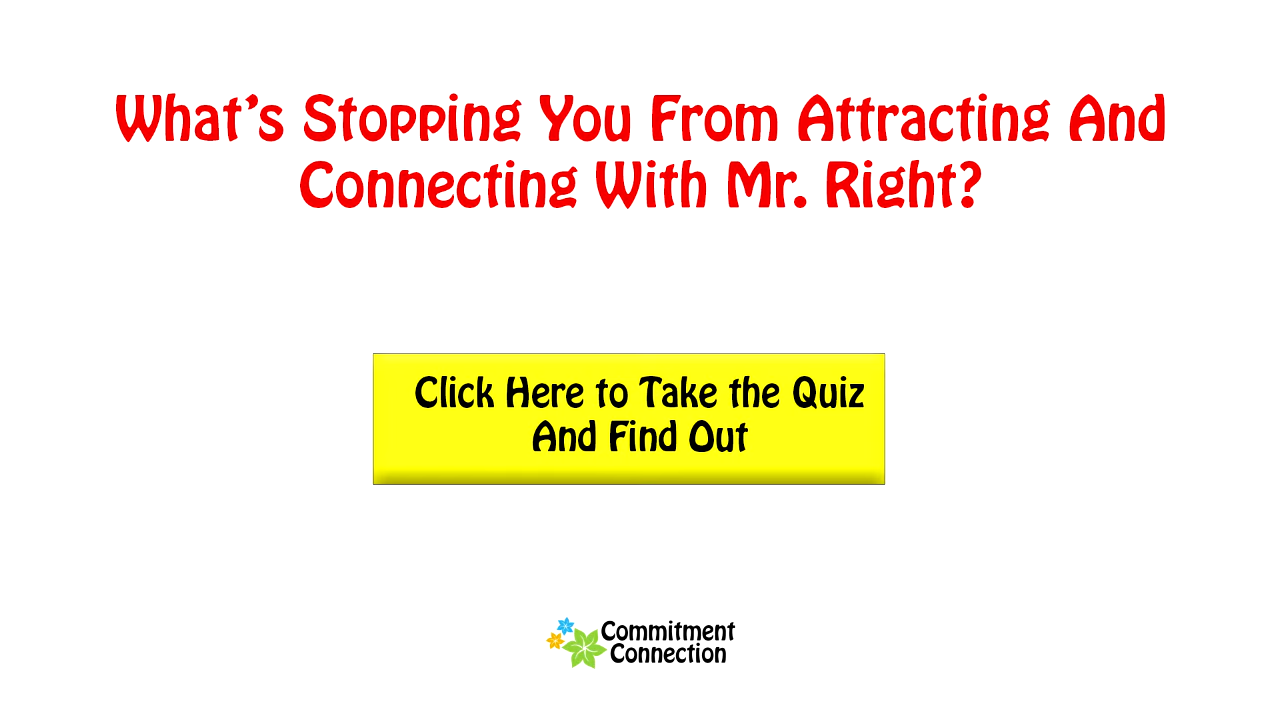 What's Stopping You From Attracting And
Connecting With Mr. Right?
Click Here to Take the Quiz
And Find Out
Commitment
Connection